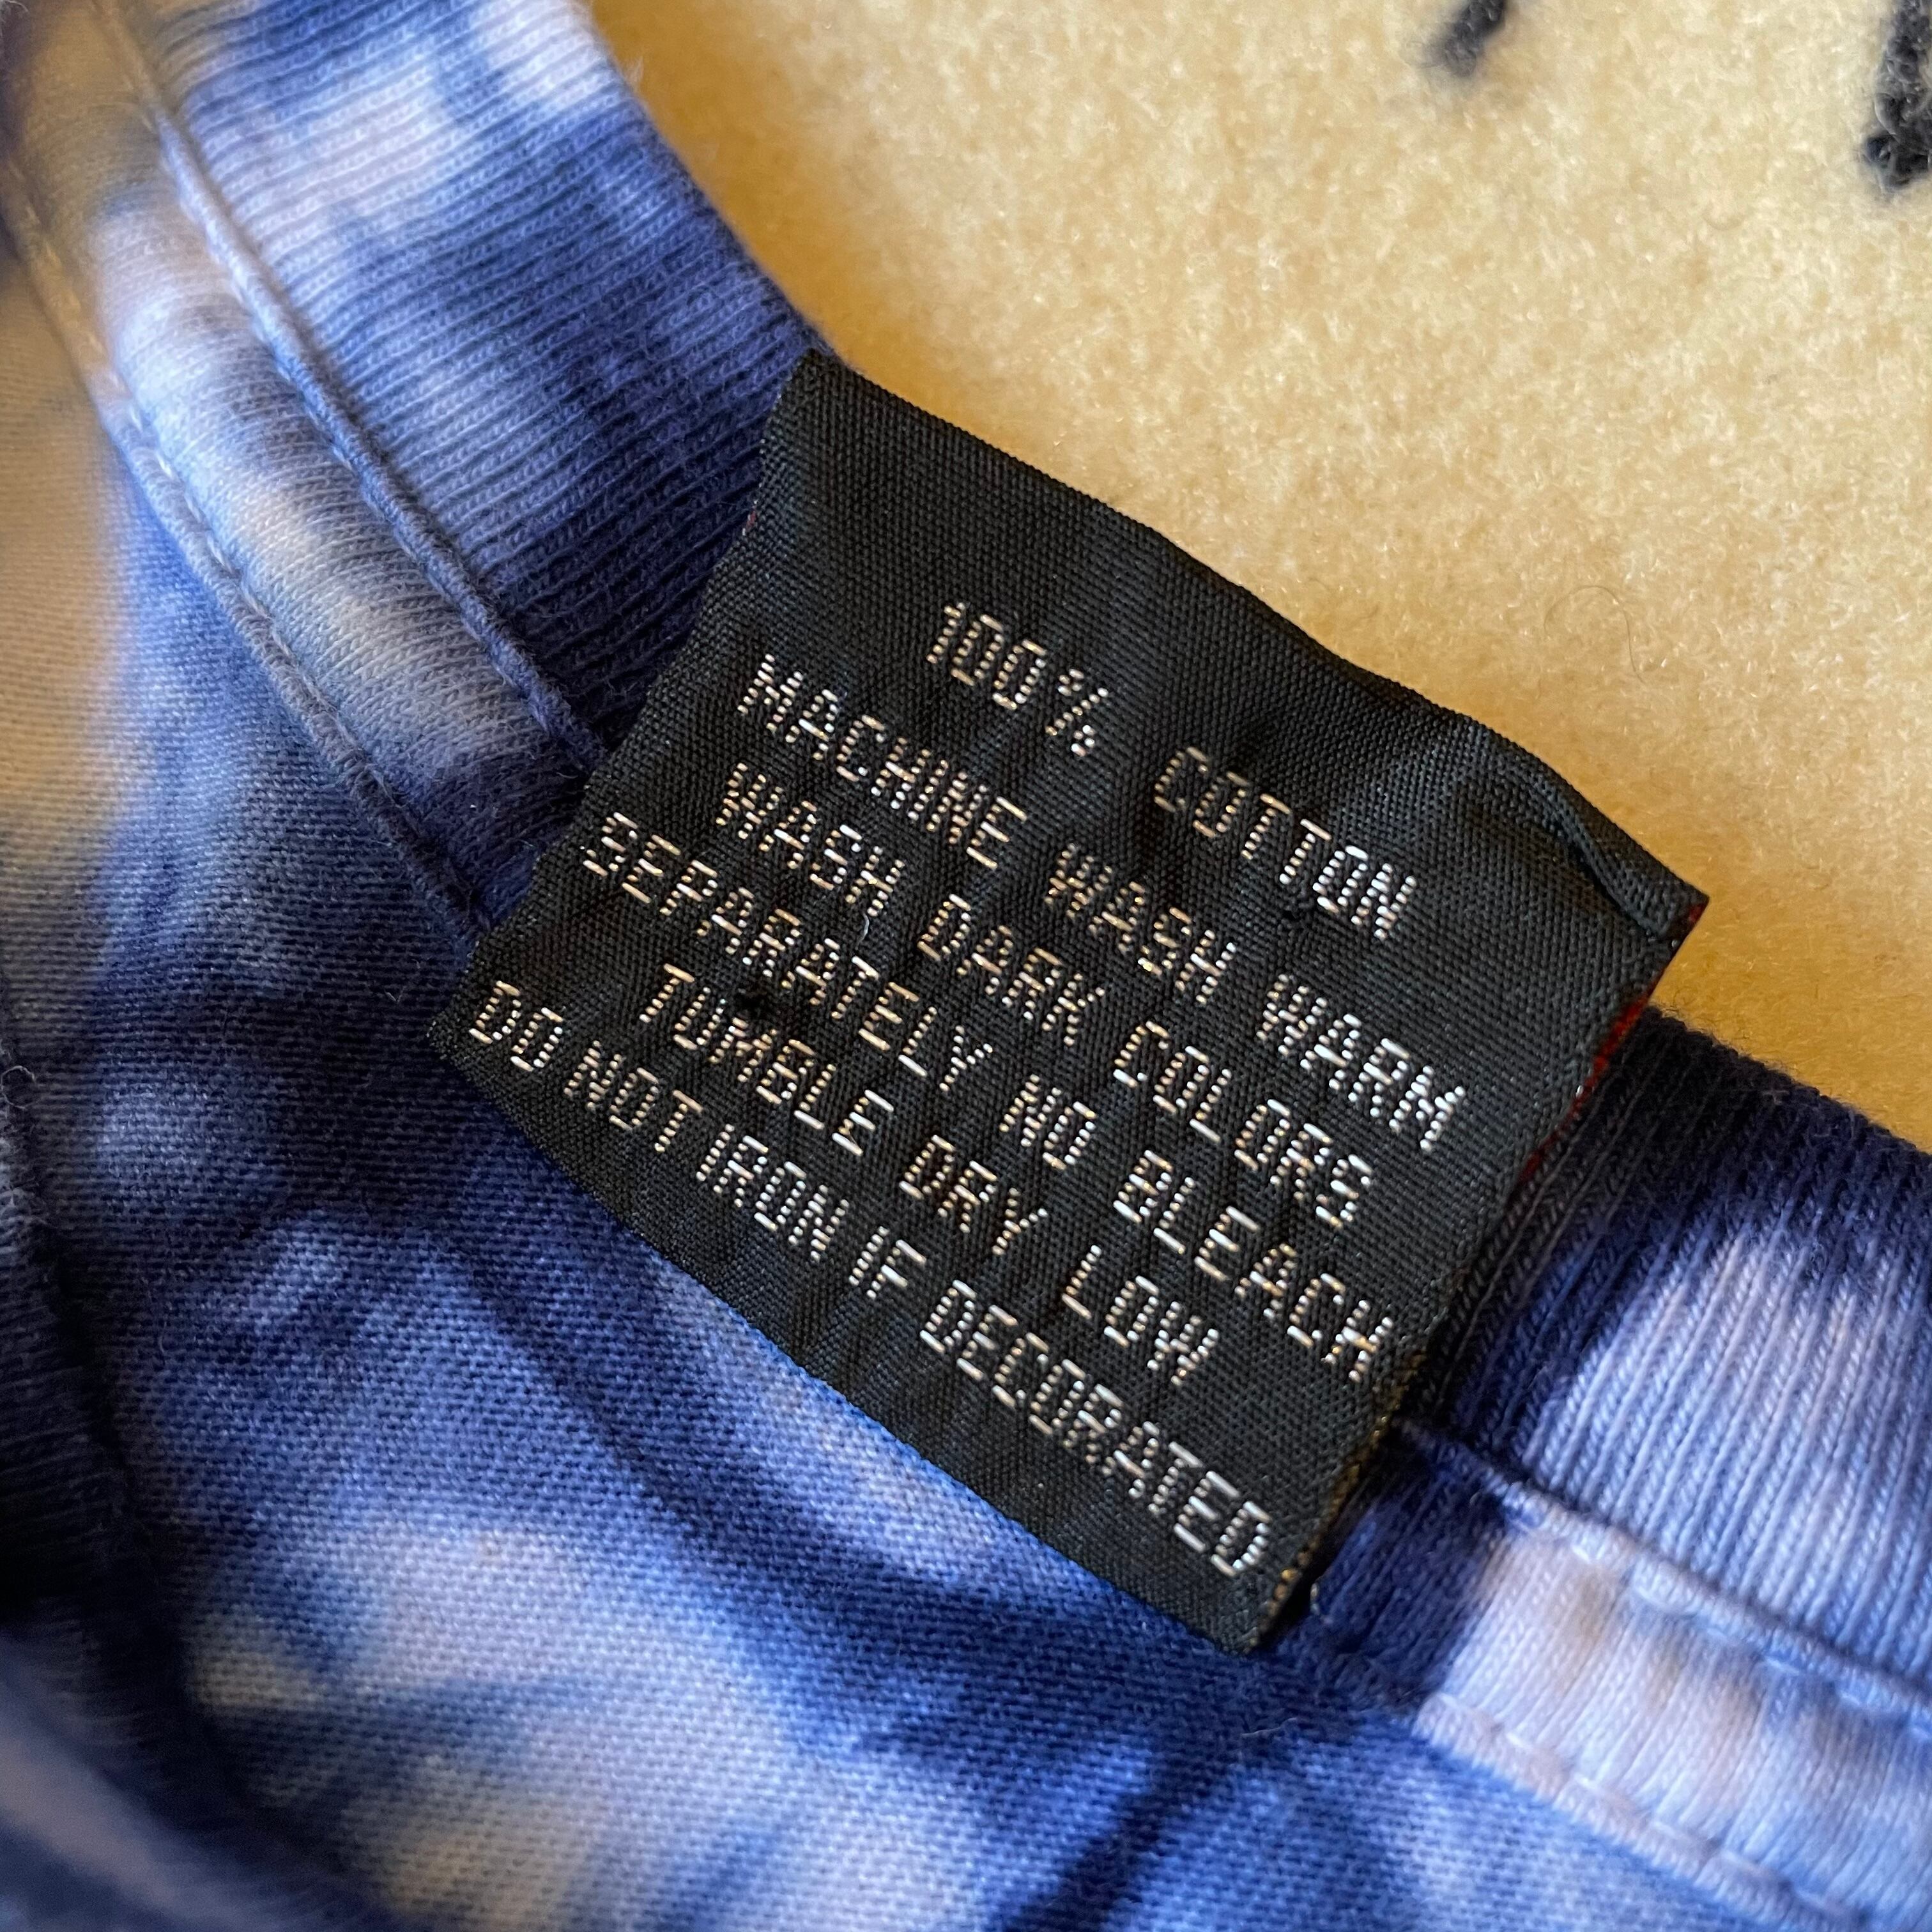 100% COTTON
MACHINE WASH WARM
WASH DARK COLORS
SEPARATELY NO BLEACH
TUMBLE DRY LOW
DO NOT IRON IF DECORATED